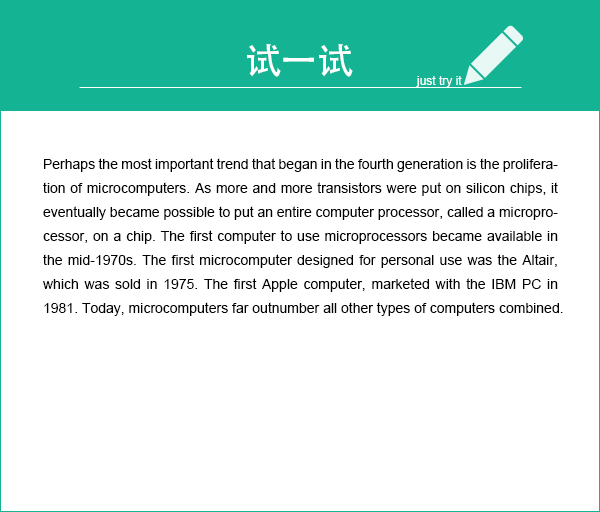 试一试
just try it
Perhaps the most important trend that began in the fourth generation is the prolifera-
tion of microcomputers. As more and more transistors were put on silicon chips, it
eventually became possible to put an entire computer processor, called a micropro-
cessor, on a chip. The first computer to use microprocessors became available in
the mid-1970s. The first microcomputer designed for personal use was the Altair,
which was sold in 1975. The first Apple computer, marketed with the IBM PC in
1981. Today, microcomputers far outnumber all other types of computers combined.